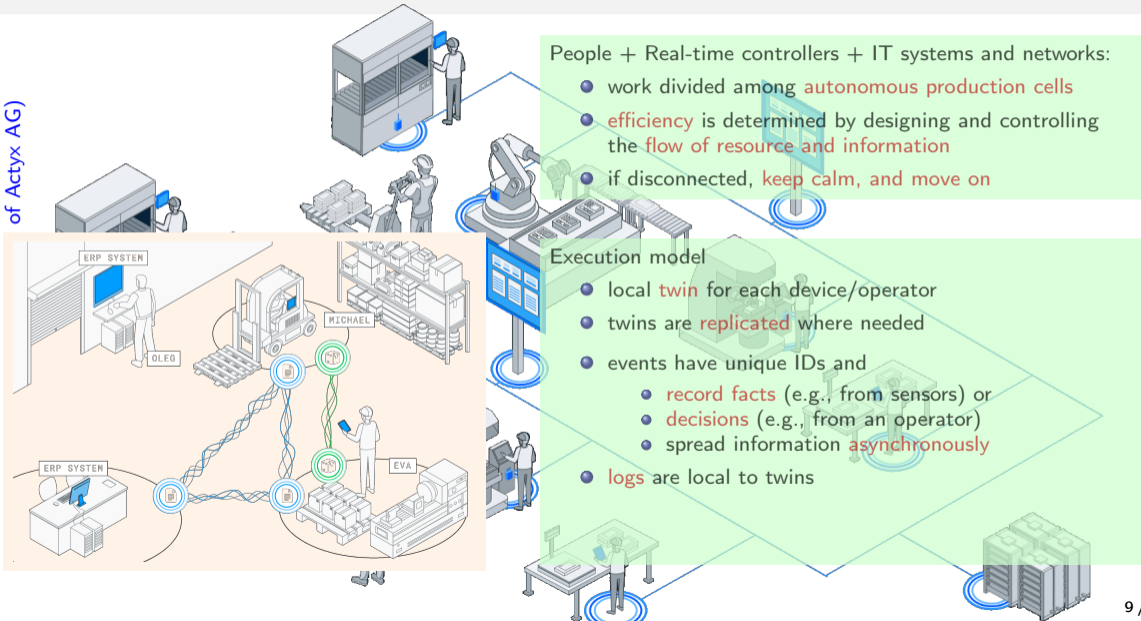 of Actyx AG)
People + Real-time controllers + IT systems and networks:
work divided among autonomous production cells
efficiency is determined by designing and controlling
the flow of resource and information
if disconnected, keep calm, and move on
ERP SYSTEM
MICHAEL
OLEG
ERP SYSTEM
EVA
Execution model
local twin for each device/operator
twins are replicated where needed
events have unique IDs and
record facts (e.g., from sensors) or
decisions (e.g., from an operator)
spread information asynchronously
logs are local to twins
9/